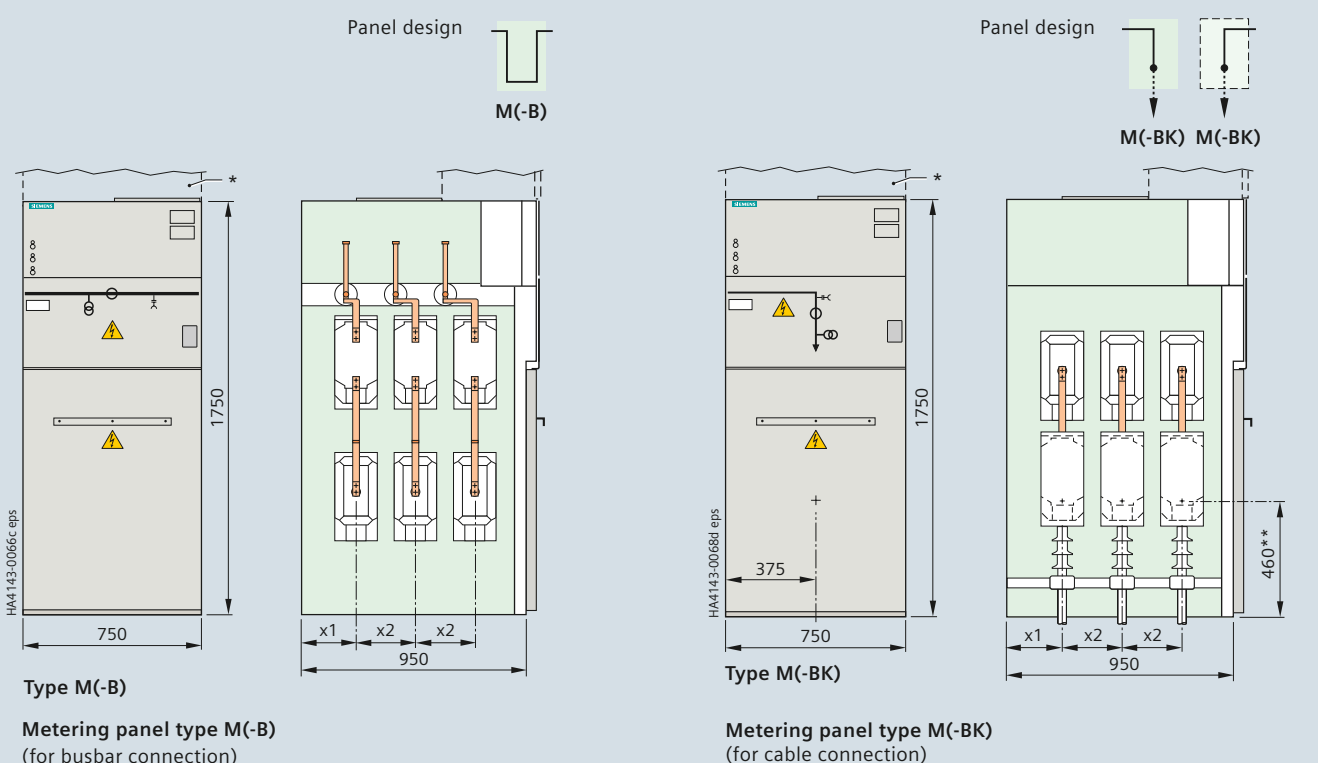 Panel design
M(-B)
SIEMENS
*
1750
HA4143-0066c eps
750
x1
x2
x2
950
Type M(-B)
Metering panel type M(-B)
(for busbar connection)
Panel design
M(-BK) M(-BK)
SIEMENS
*
1750
HA4143-0068d eps
375
750
460**
x1
x2
x2
950
Type M(-BK)
Metering panel type M(-BK)
(for cable connection)